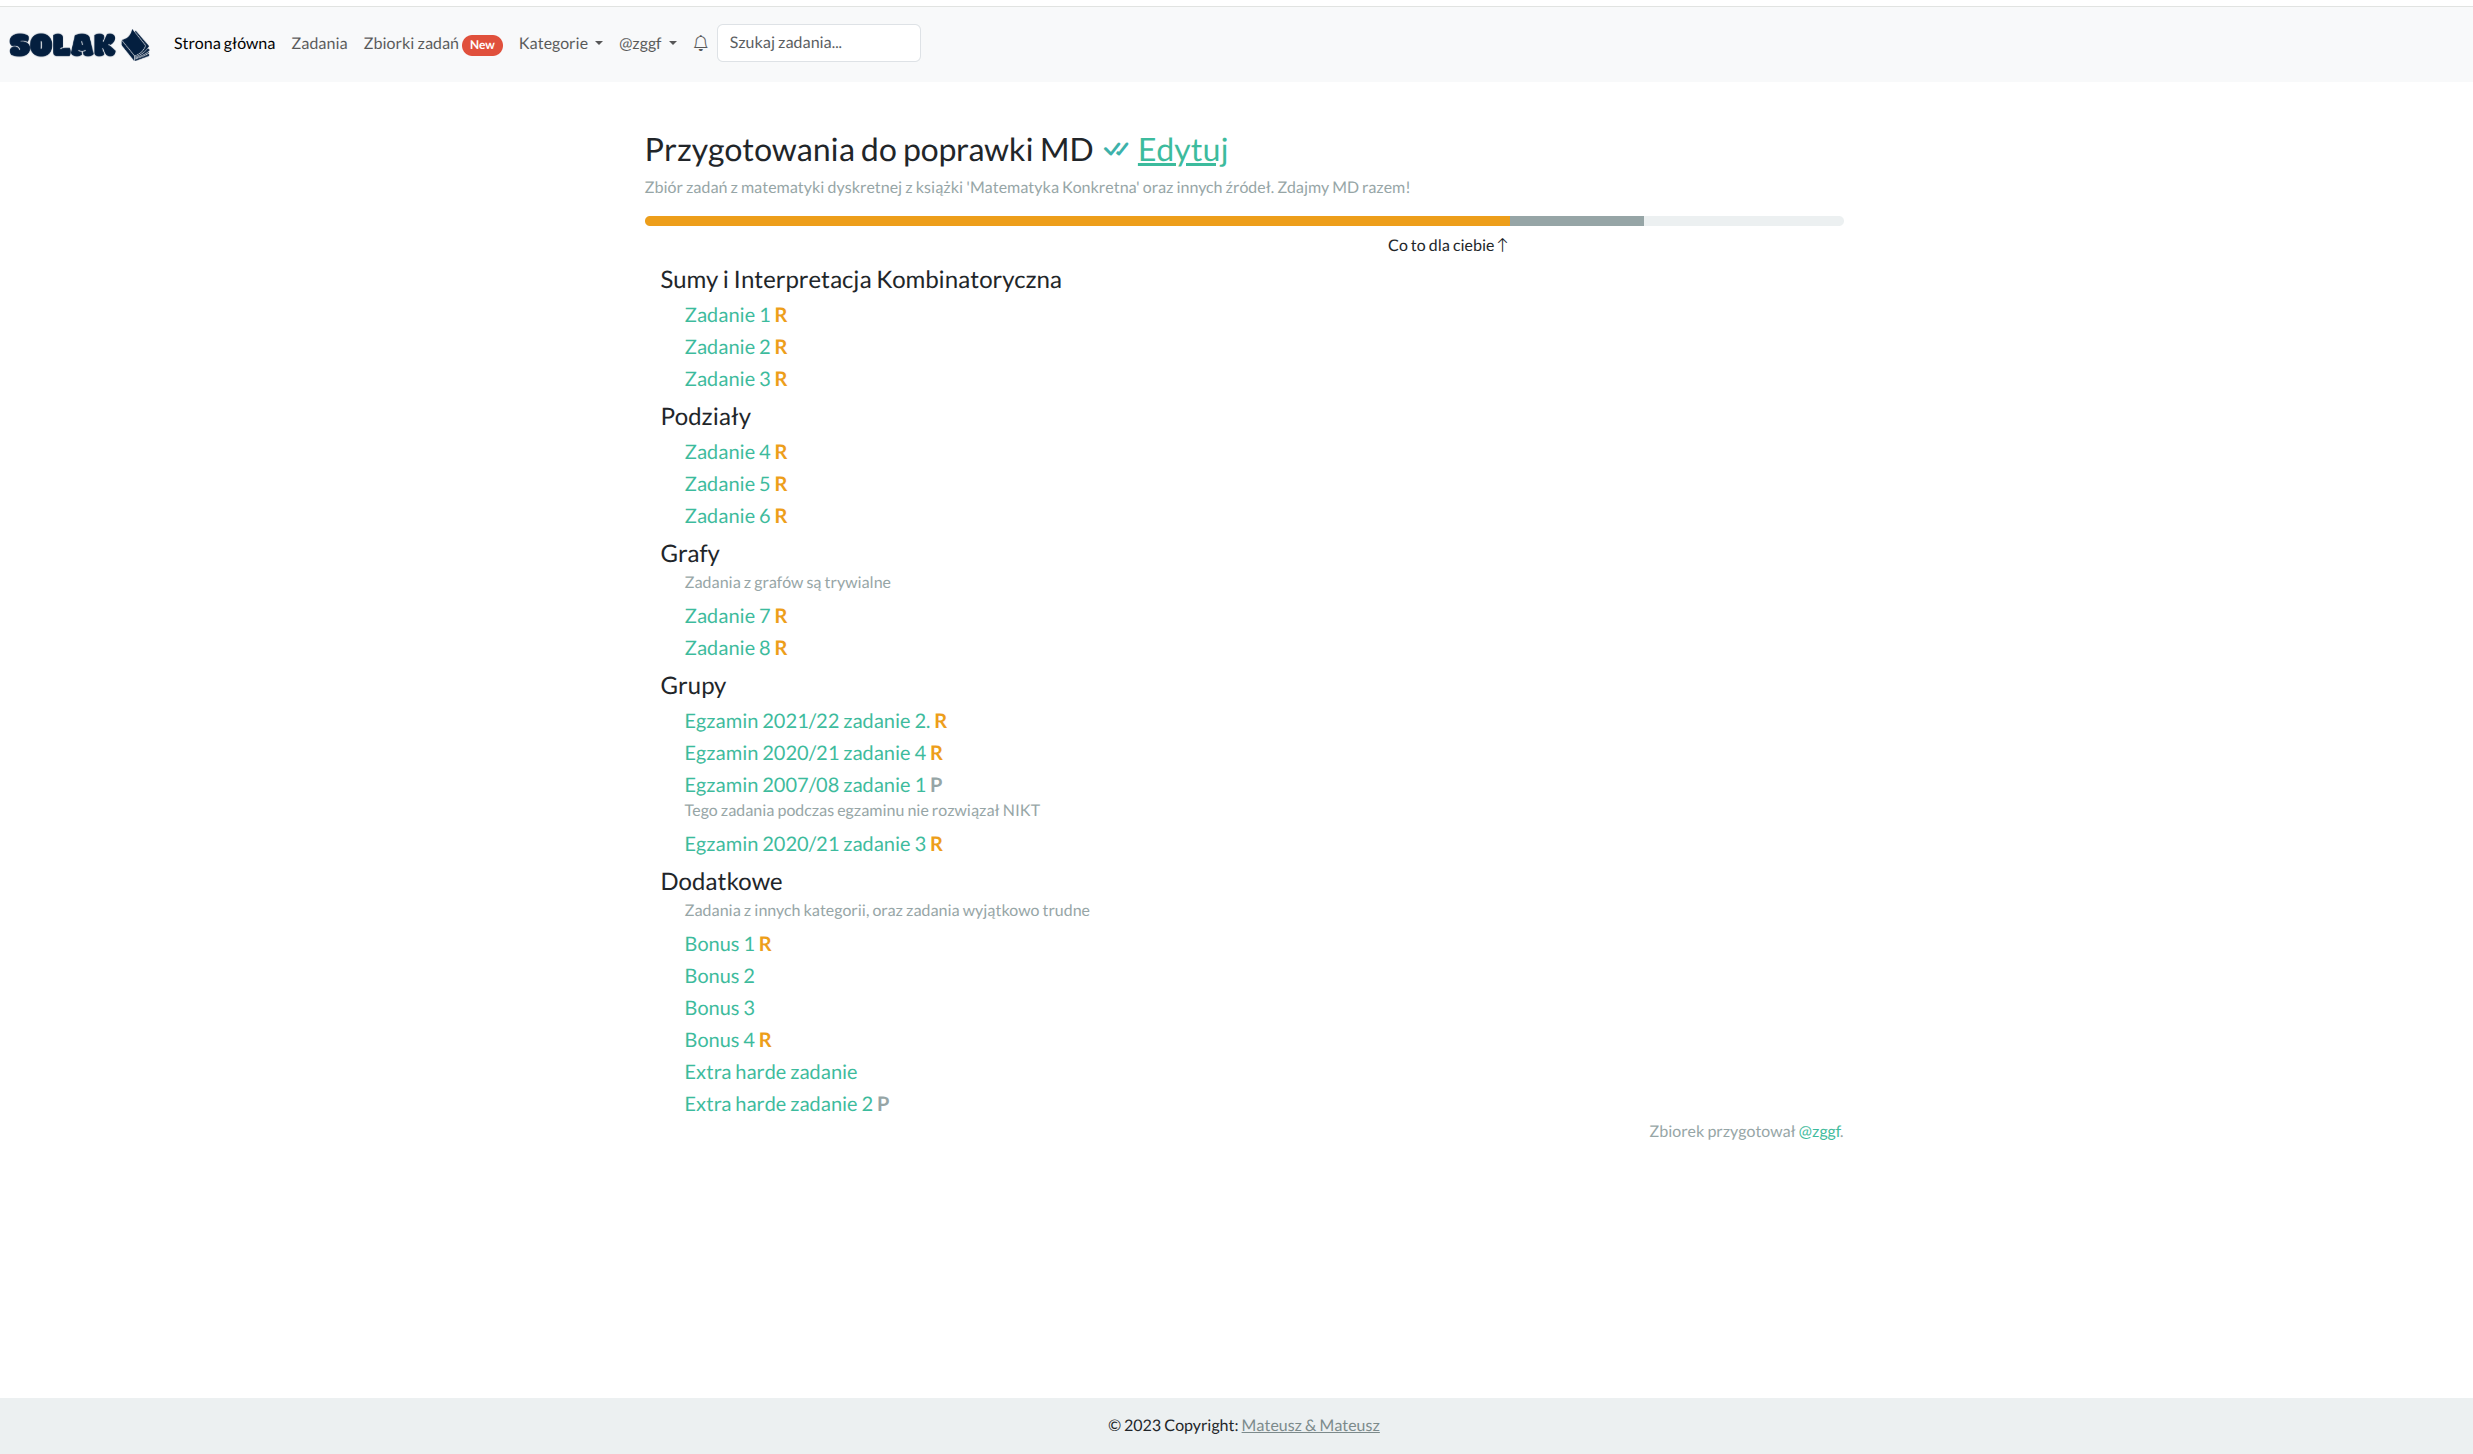 SOLAK Strona główna Zadania Zbiorki zadań New Kategorie @zggf Szukaj zadania...
Przygotowania do poprawki MD Edytuj
Zbiór zadań z matematyki dyskretnej z książki 'Matematyka Konkretna' oraz innych źródeł. Zdajmy MD razem!
Co to dla ciebie ↑
Sumy i Interpretacja Kombinatoryczna
Zadanie 1 R
Zadanie 2 R
Zadanie 3 R
Podziały
Zadanie 4 R
Zadanie 5 R
Zadanie 6 R
Grafy
Zadania z grafów są trywialne
Zadanie 7 R
Zadanie 8 R
Grupy
Egzamin 2021/22 zadanie 2. R
Egzamin 2020/21 zadanie 4 R
Egzamin 2007/08 zadanie 1 P
Tego zadania podczas egzaminu nie rozwiązał NIKT
Egzamin 2020/21 zadanie 3 R
Dodatkowe
Zadania z innych kategorii, oraz zadania wyjątkowo trudne
Bonus 1 R
Bonus 2
Bonus 3
Bonus 4 R
Extra harde zadanie
Extra harde zadanie 2 P
Zbiorek przygotował @zggf.
© 2023 Copyright: Mateusz & Mateusz